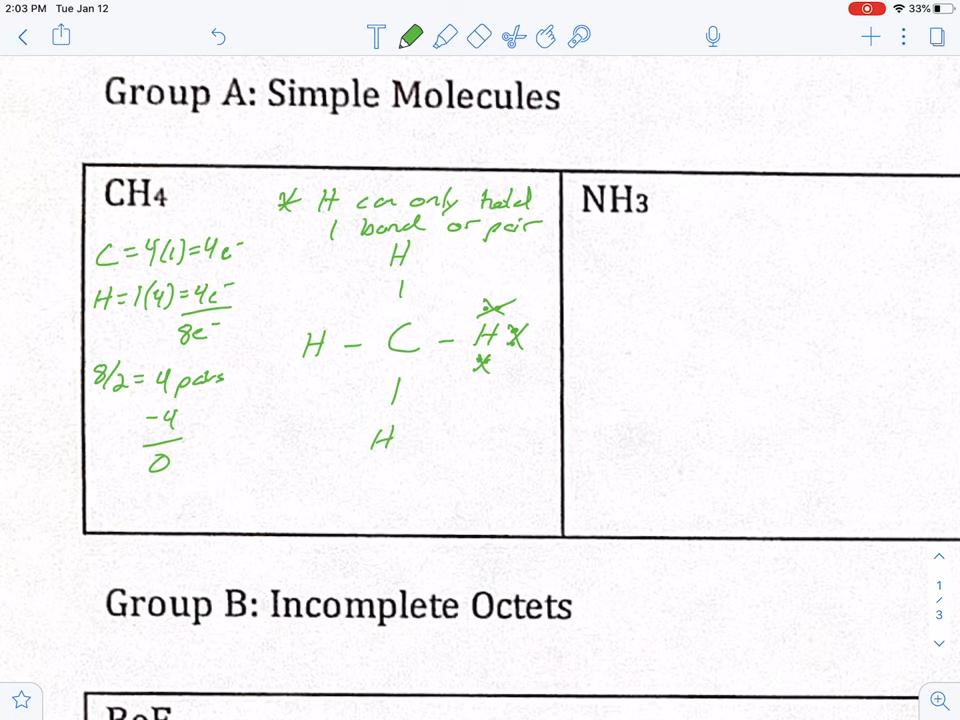 2:03 PM Tue Jan 12
33%
Group A: Simple Molecules
CH4
* H can only hold
1 bond or pair
C = 4(1) = 4e-
H = 1(4) = 4e-
8e-
8/2 = 4 pairs
-4
0
H
H - C - H
H
NH3
1
/
3
Group B: Incomplete Octets